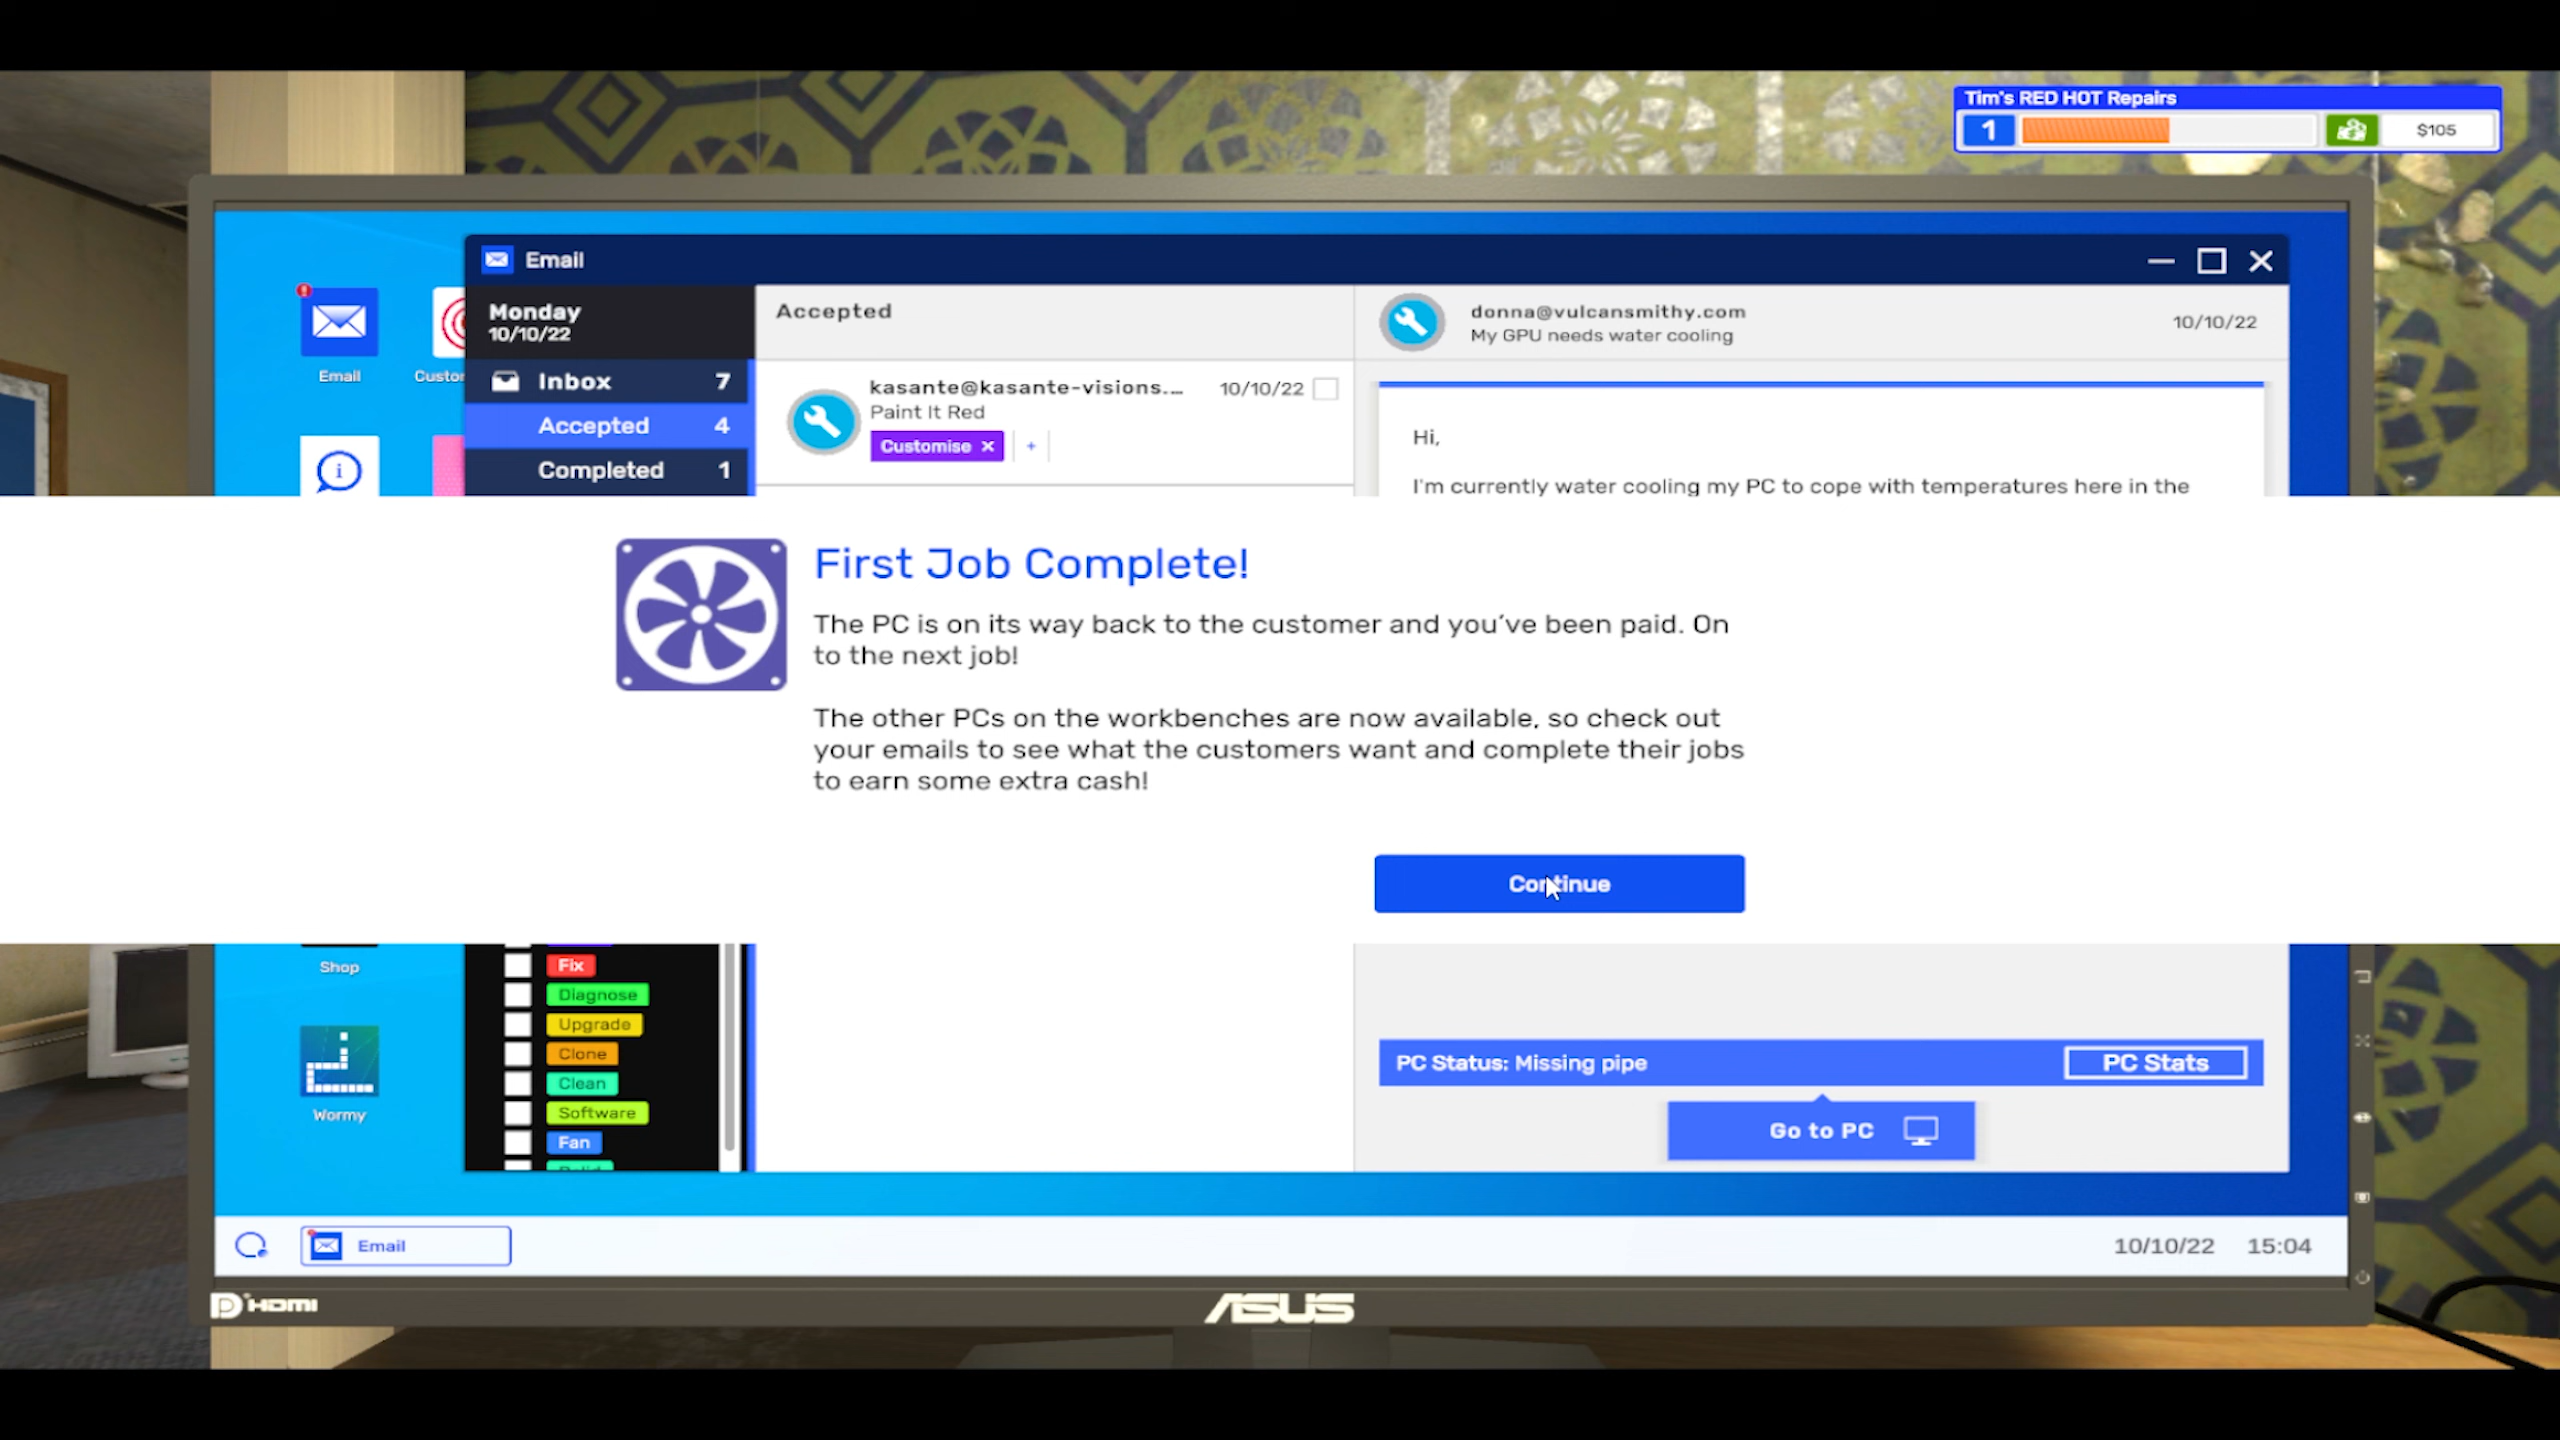 Tim's RED HOT Repairs
1
$105
Email
Monday
10/10/22
Accepted
donna@vulcansmithy.com
My GPU needs water cooling
10/10/22
Email
Custo
Inbox 7
Accepted 4
Completed 1
kasante@kasante-visions.... 10/10/22
Paint It Red
Customise × +
Hi,
I'm currently water cooling my PC to cope with temperatures here in the
First Job Complete!
The PC is on its way back to the customer and you've been paid. On
to the next job!
The other PCs on the workbenches are now available, so check out
your emails to see what the customers want and complete their jobs
to earn some extra cash!
Continue
Shop
Wormy
Fix
Diagnose
Upgrade
Clone
Clean
Software
Fan
PC Status: Missing pipe
PC Stats
Go to PC
Email
10/10/22 15:04
HDMI
ASUS